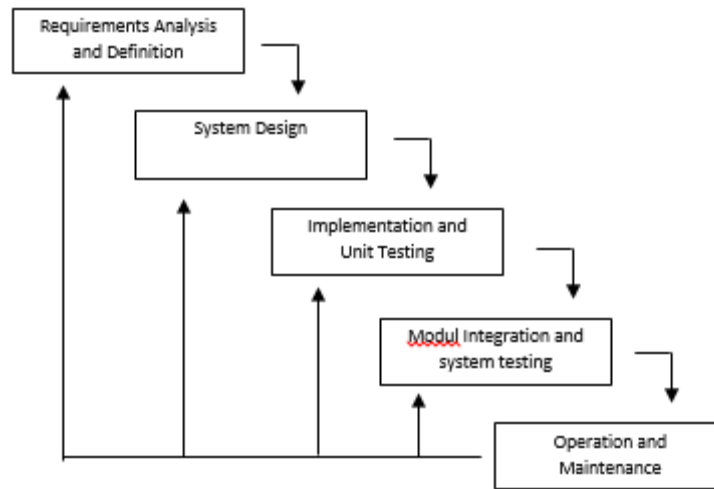 Requirements Analysis
and Definition
System Design
Implementation and
Unit Testing
Modul Integration and
system testing
Operation and
Maintenance